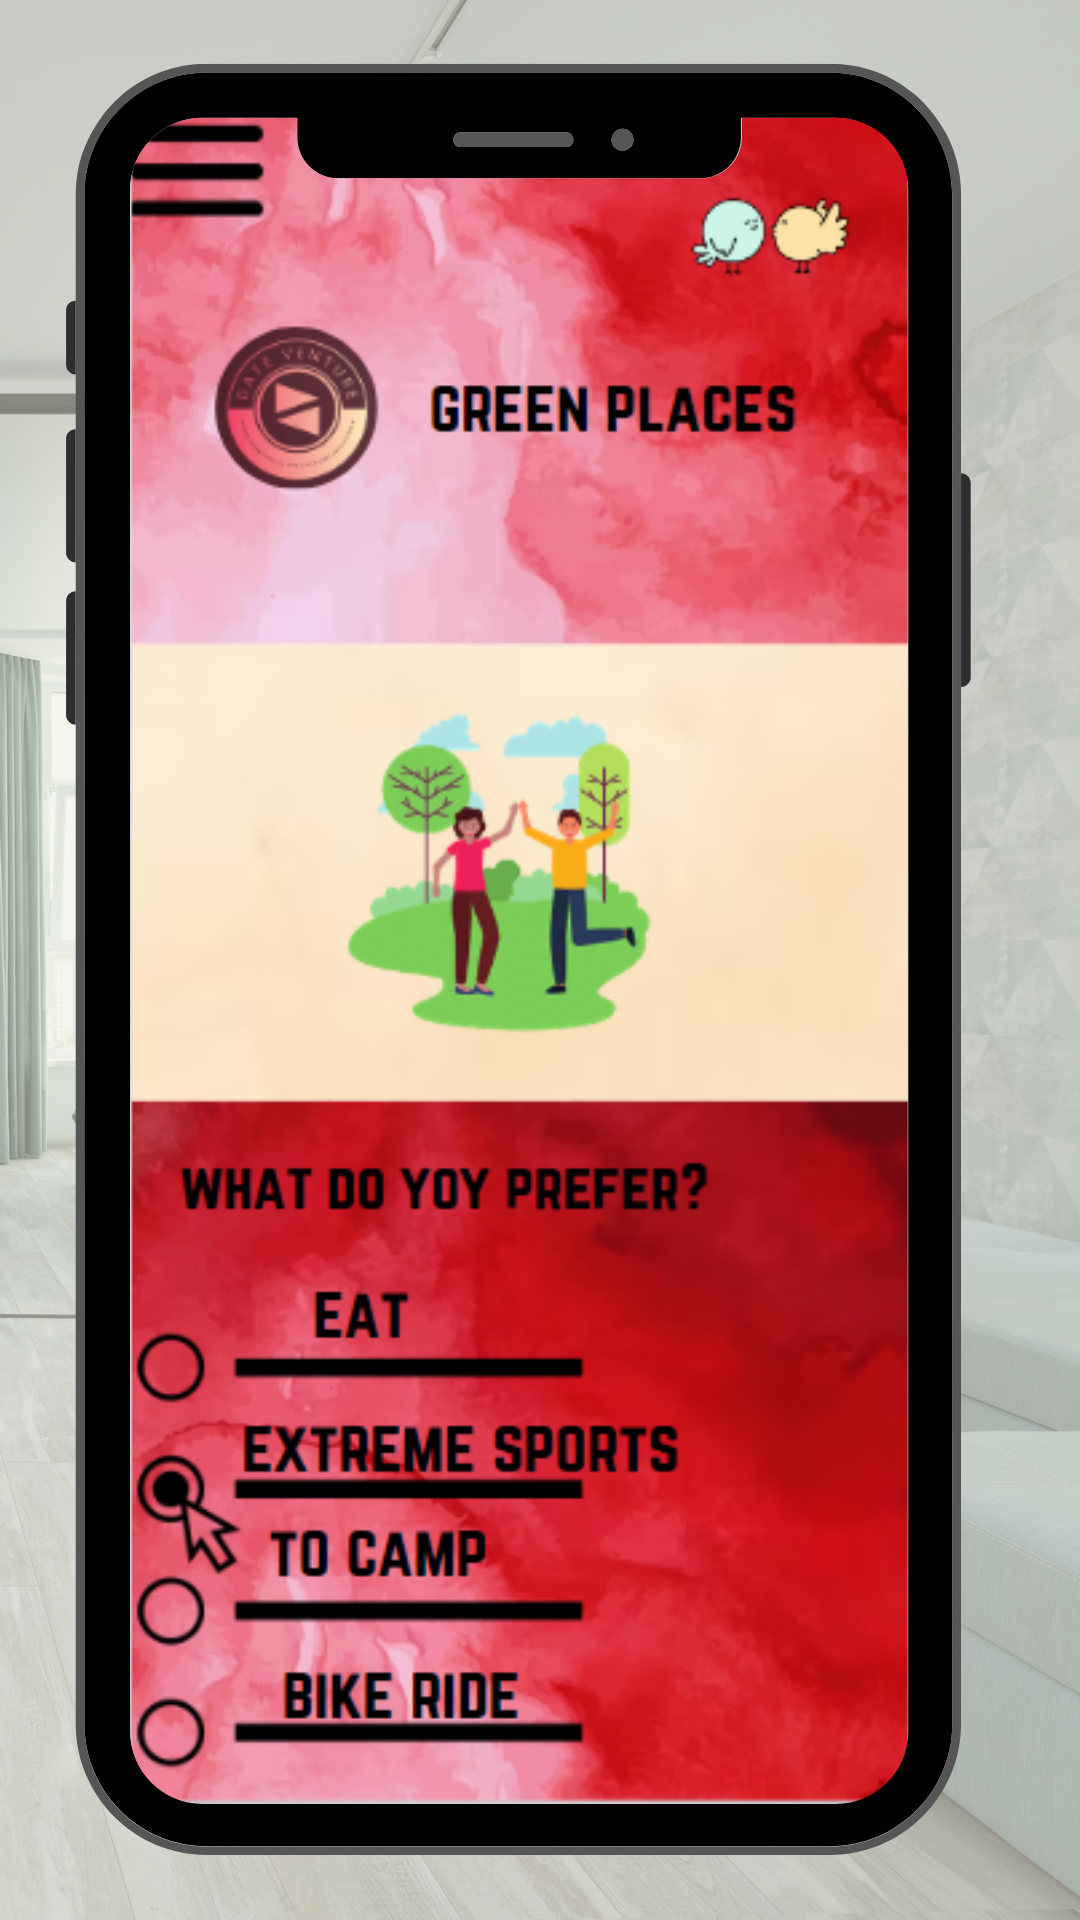 DATE VENTURE
GREEN PLACES
WHAT DO YOY PREFER?
EAT
EXTREME SPORTS
TO CAMP
BIKE RIDE